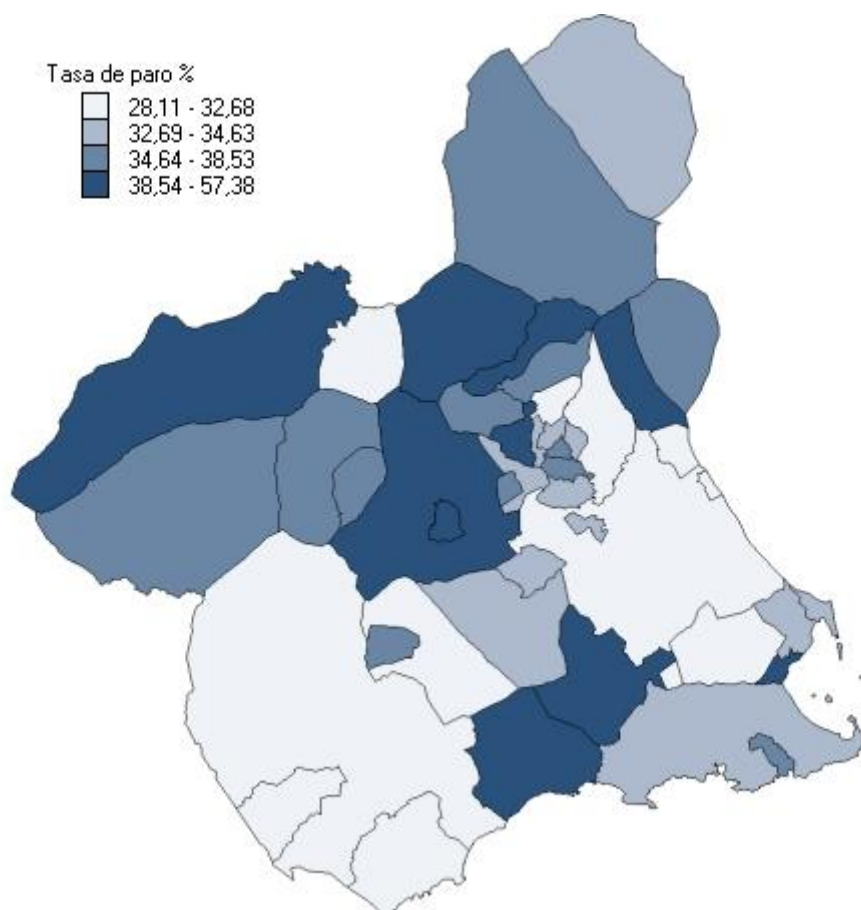 Tasa de paro %
28,11 - 32,68
32,69 - 34,63
34,64 - 38,53
38,54 - 57,38